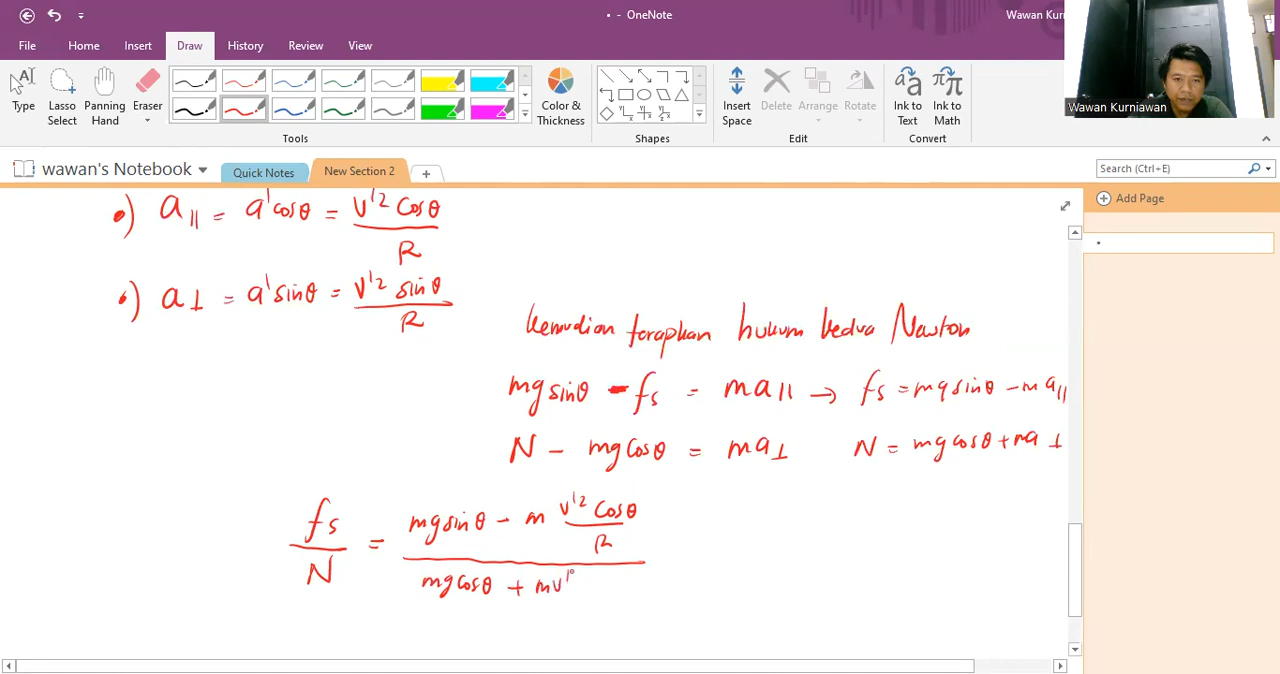 • - OneNote
Wawan Kur
File Home Insert Draw History Review View
Wawan Kurniawan
Type
Lasso Select
Panning Hand
Eraser
Color & Thickness
Insert Space
Delete
Arrange
Rotate
Ink to Text
Ink to Math
Tools
Shapes
Edit
Convert
wawan's Notebook
Quick Notes
New Section 2
Search (Ctrl+E)
Add Page
•) a∥ = a' cosθ = v'² cosθ / R
•) a⊥ = a' sinθ = v'² sinθ / R
kemudian terapkan hukum kedua Newton
mg sinθ - fs = ma∥ → fs = mg sinθ - ma∥
N - mg cosθ = ma⊥ N = mg cosθ + ma⊥
fs / N = mg sinθ - m v'² cosθ / R
mg cosθ + mv'